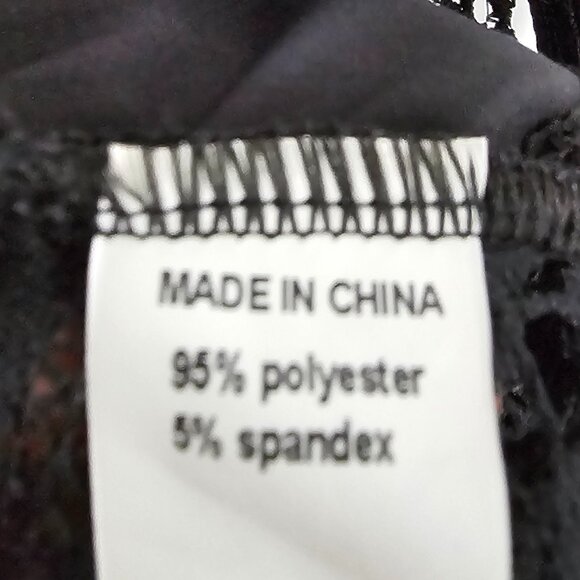 MADE IN CHINA
95% polyester
5% spandex